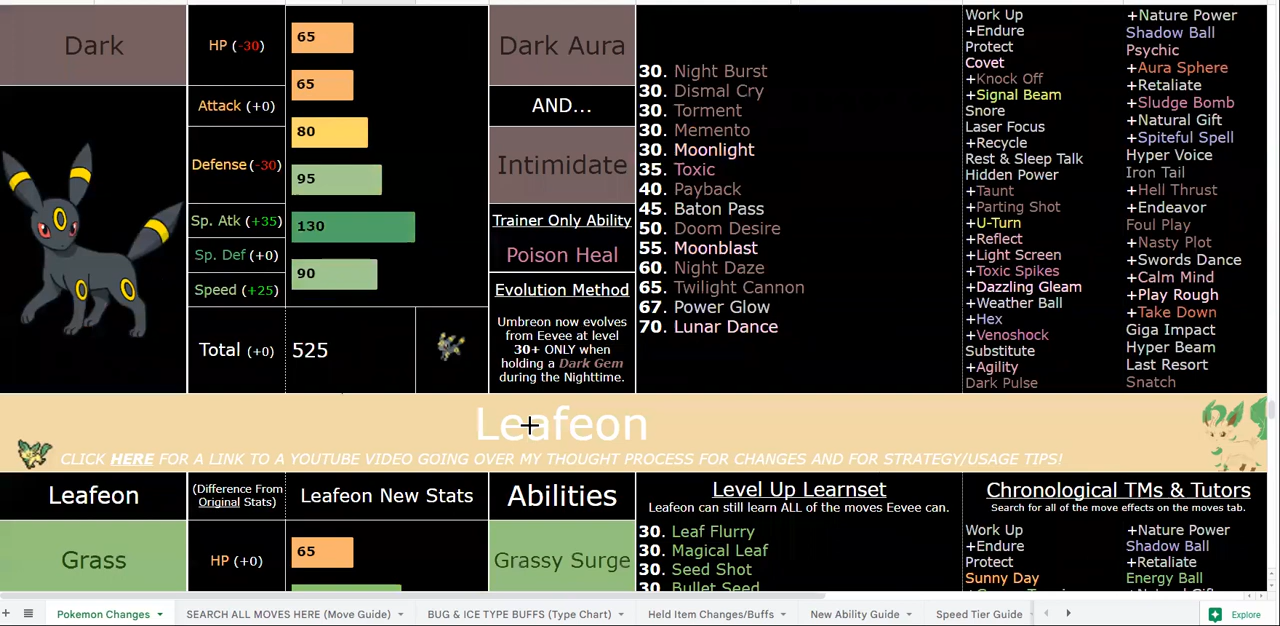 Dark
HP (-30)
Attack (+0)
Defense (-30)
Sp. Atk (+35)
Sp. Def (+0)
Speed (+25)
Total (+0)
65
65
80
95
130
90
525
Dark Aura
AND...
Intimidate
Trainer Only Ability
Poison Heal
Evolution Method
Umbreon now evolves
from Eevee at level
30+ ONLY when
holding a Dark Gem
during the Nighttime.
30. Night Burst
30. Dismal Cry
30. Torment
30. Memento
30. Moonlight
35. Toxic
40. Payback
45. Baton Pass
50. Doom Desire
55. Moonblast
60. Night Daze
65. Twilight Cannon
67. Power Glow
70. Lunar Dance
Work Up
+Endure
Protect
Covet
+Knock Off
+Signal Beam
Snore
Laser Focus
+Recycle
Rest & Sleep Talk
Hidden Power
+Taunt
+Parting Shot
+U-Turn
+Reflect
+Light Screen
+Toxic Spikes
+Dazzling Gleam
+Weather Ball
+Hex
+Venoshock
Substitute
+Agility
Dark Pulse
+Nature Power
Shadow Ball
Psychic
+Aura Sphere
+Retaliate
+Sludge Bomb
+Natural Gift
+Spiteful Spell
Hyper Voice
Iron Tail
+Hell Thrust
+Endeavor
Foul Play
+Nasty Plot
+Swords Dance
+Calm Mind
+Play Rough
+Take Down
Giga Impact
Hyper Beam
Last Resort
Snatch
Leafeon
CLICK HERE FOR A LINK TO A YOUTUBE VIDEO GOING OVER MY THOUGHT PROCESS FOR CHANGES AND FOR STRATEGY/USAGE TIPS!
Leafeon
(Difference From
Original Stats)
Leafeon New Stats
Abilities
Level Up Learnset
Leafeon can still learn ALL of the moves Eevee can.
Chronological TMs & Tutors
Search for all of the move effects on the moves tab.
Grass
HP (+0)
65
Grassy Surge
30. Leaf Flurry
30. Magical Leaf
30. Seed Shot
30. Bullet Seed
Work Up
+Endure
Protect
Sunny Day
+Nature Power
Shadow Ball
+Retaliate
Energy Ball
Pokemon Changes
SEARCH ALL MOVES HERE (Move Guide)
BUG & ICE TYPE BUFFS (Type Chart)
Held Item Changes/Buffs
New Ability Guide
Speed Tier Guide
Explore